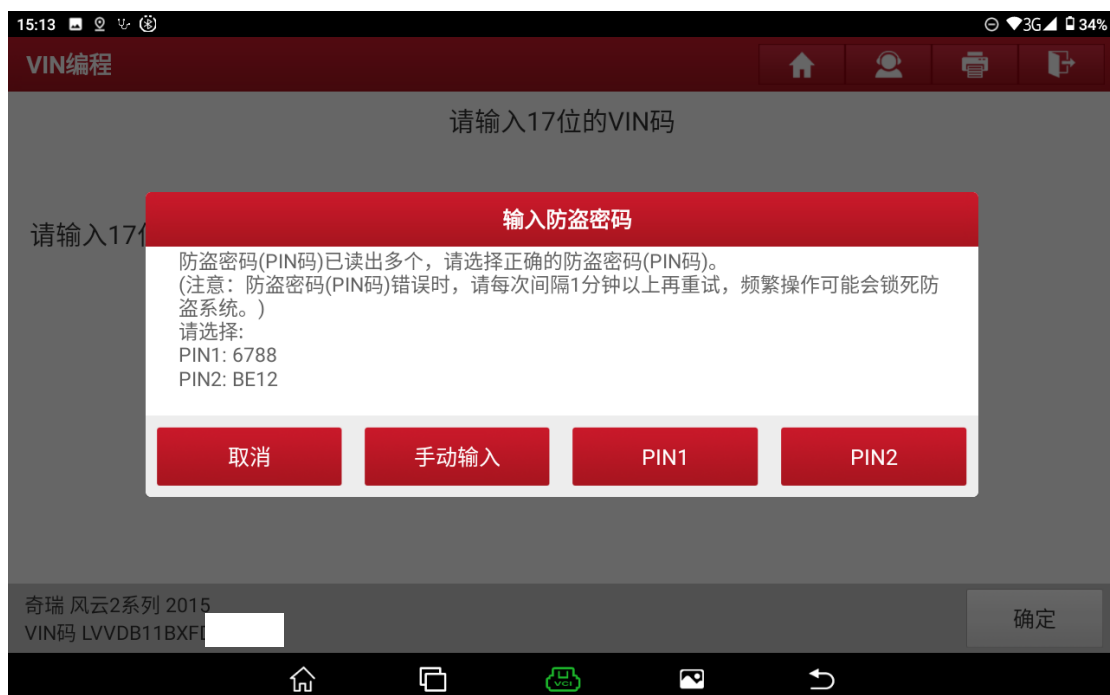 15:13
3G
34%
VIN编程
请输入17位的VIN码
请输入17
输入防盗密码
防盗密码(PIN码)已读出多个，请选择正确的防盗密码(PIN码)。
(注意：防盗密码(PIN码)错误时，请每次间隔1分钟以上再重试，频繁操作可能会锁死防
盗系统。)
请选择:
PIN1: 6788
PIN2: BE12
取消
手动输入
PIN1
PIN2
奇瑞 风云2系列 2015
VIN码 LVVDB11BXF
确定
VCI